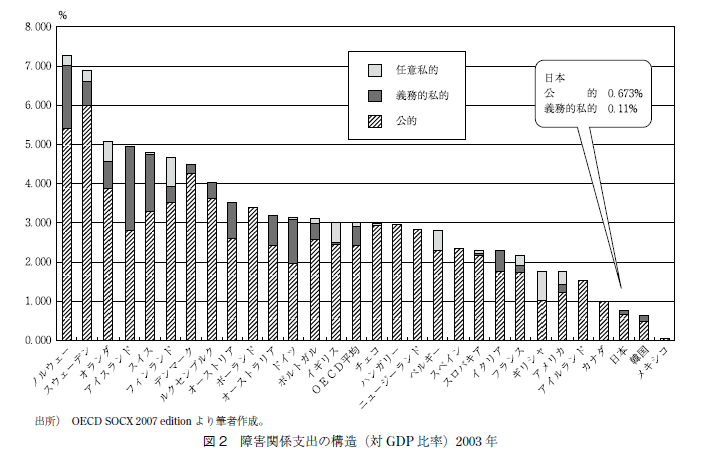 %
8.000
7.000
6.000
5.000
4.000
3.000
2.000
1.000
0.000
任意私的
義務的私的
公的
日本
公　　的 0.673%
義務的私的 0.11%
ノルウェー
スウェーデン
オランダ
アイスランド
スイス
フィンランド
デンマーク
ルクセンブルク
オーストリア
ポーランド
オーストラリア
ドイツ
ポルトガル
イギリス
OECD平均
チェコ
ハンガリー
ニュージーランド
ベルギー
スペイン
スロバキア
イタリア
フランス
ギリシャ
アメリカ
アイルランド
カナダ
日本
韓国
メキシコ
出所） OECD SOCX 2007 edition より筆者作成。
図2　障害関係支出の構造（対 GDP 比率）2003 年